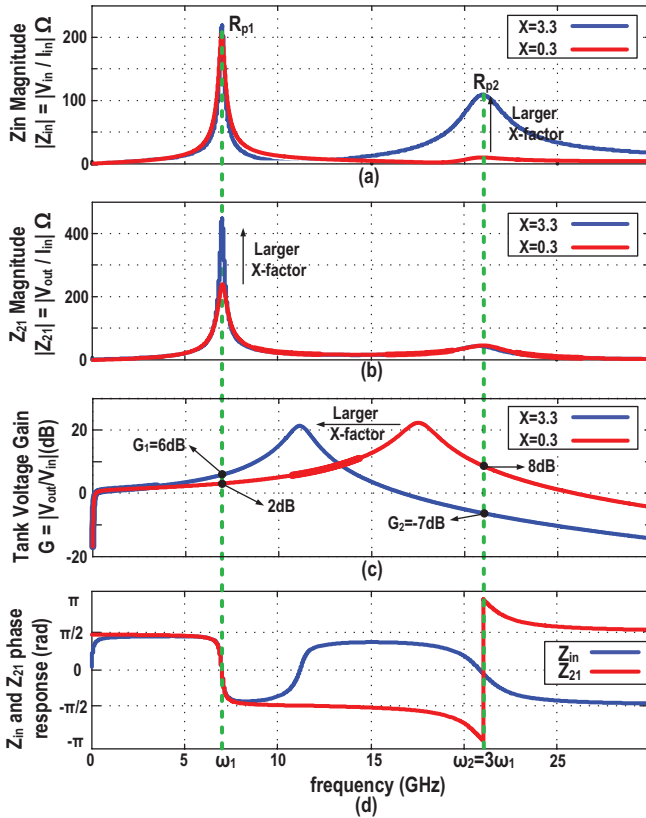 Zin Magnitude
|Zin| = |Vin / Iin| Ω
200
100
0
Rp1
Rp2
X=3.3
X=0.3
Larger
X-factor
(a)
Z21 Magnitude
|Z21| = |Vout / Iin| Ω
400
200
0
Larger
X-factor
X=3.3
X=0.3
(b)
Tank Voltage Gain
G = |Vout/Vin|(dB)
20
0
-20
G1=6dB
2dB
Larger
X-factor
X=3.3
X=0.3
8dB
G2=-7dB
(c)
Zin and Z21 phase
response (rad)
π
π/2
0
-π/2
-π
Zin
Z21
0
5
ω1
10
15
ω2=3ω1
25
frequency (GHz)
(d)